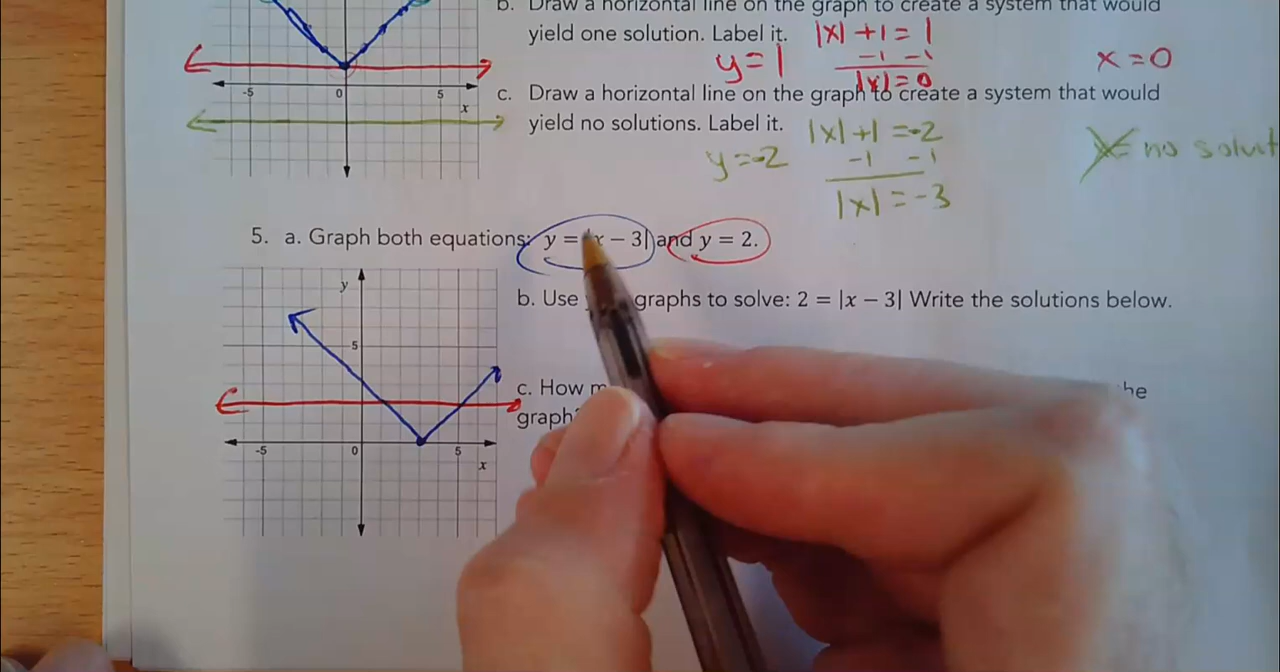 b. Draw a horizontal line on the graph to create a system that would
yield one solution. Label it. |x| + 1 = 1
y = 1 -1 -1 x = 0
|x| = 0
-5 0 5 x
c. Draw a horizontal line on the graph to create a system that would
yield no solutions. Label it. |x| + 1 = -2
y = -2 -1 -1 no
|x| = -3
5. a. Graph both equations: y = x − 3| and y = 2.
y
b. Use graphs to solve: 2 = |x − 3| Write the solutions below.
5
c. How
graph
-5 0 5
x